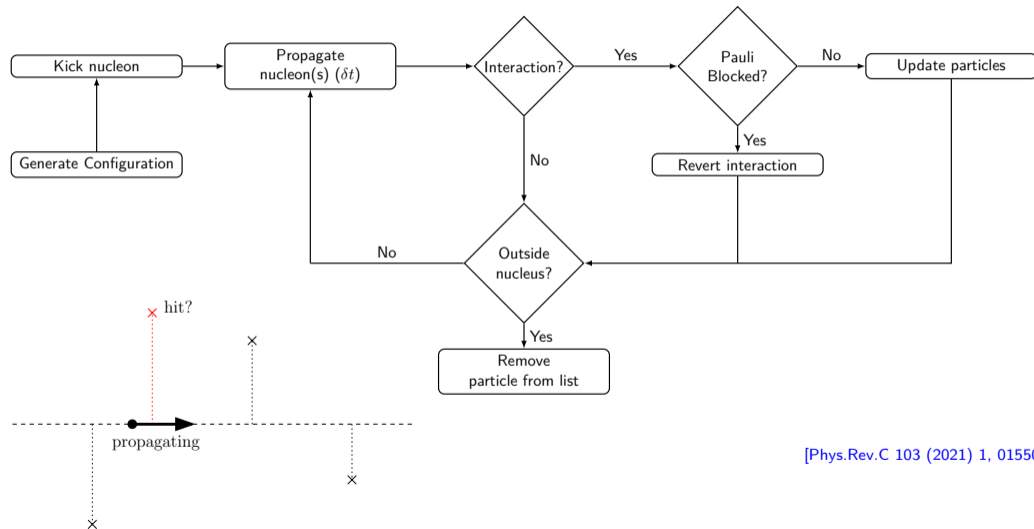 Kick nucleon
Propagate
nucleon(s) (δt)
Interaction?
Yes
Pauli
Blocked?
No
Update particles
Generate Configuration
Yes
Revert interaction
No
No
Outside
nucleus?
Yes
Remove
particle from list
hit?
propagating
[Phys.Rev.C 103 (2021) 1, 01550